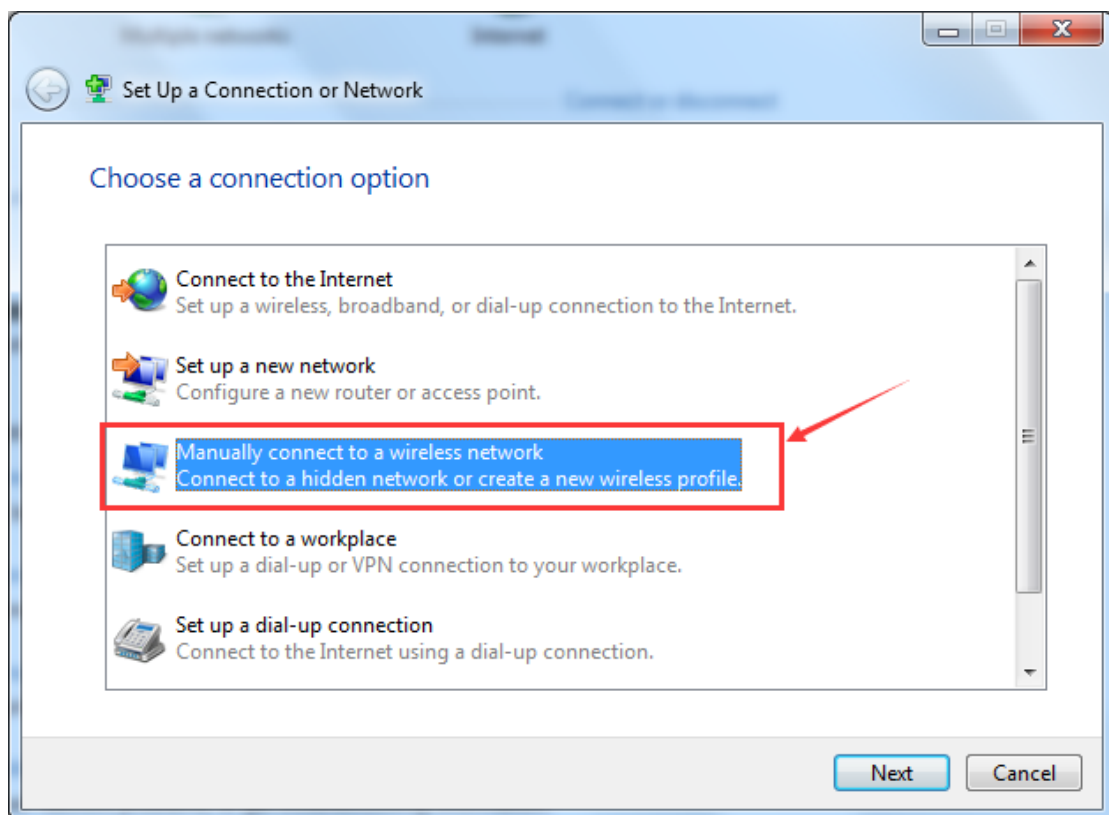 Set Up a Connection or Network
Choose a connection option
Connect to the Internet
Set up a wireless, broadband, or dial-up connection to the Internet.
Set up a new network
Configure a new router or access point.
Manually connect to a wireless network
Connect to a hidden network or create a new wireless profile.
Connect to a workplace
Set up a dial-up or VPN connection to your workplace.
Set up a dial-up connection
Connect to the Internet using a dial-up connection.
Next
Cancel